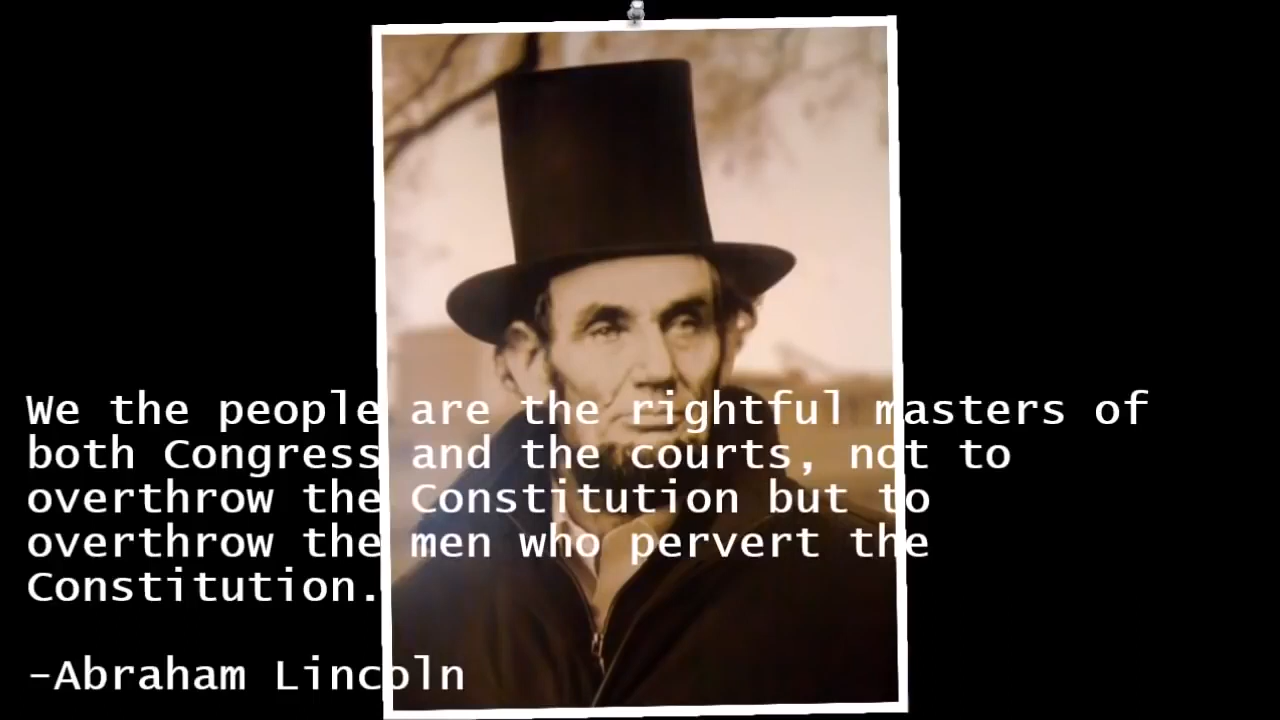 We the people are the rightful masters of
both Congress and the courts, not to
overthrow the Constitution but to
overthrow the men who pervert the
Constitution.
-Abraham Lincoln